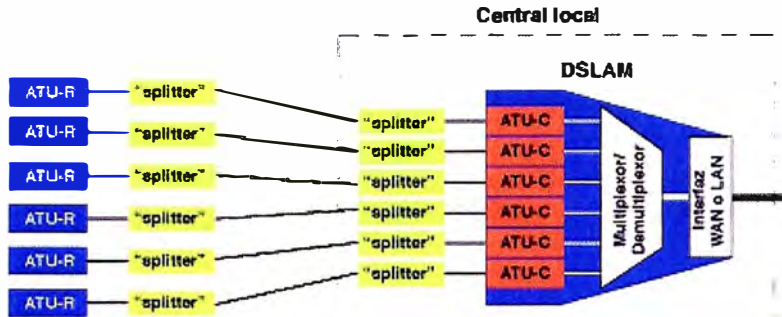 Central local
DSLAM
ATU-R
"splitter"
ATU-R
"splitter"
ATU-R
"splitter"
ATU-R
"splitter"
ATU-R
"splitter"
ATU-R
"splitter"
"splitter"
ATU-C
"splitter"
ATU-C
"splitter"
ATU-C
"splitter"
ATU-C
"splitter"
ATU-C
"splitter"
ATU-C
Multiplexor/
Demultiplexor
Interfaz
WAN o LAN